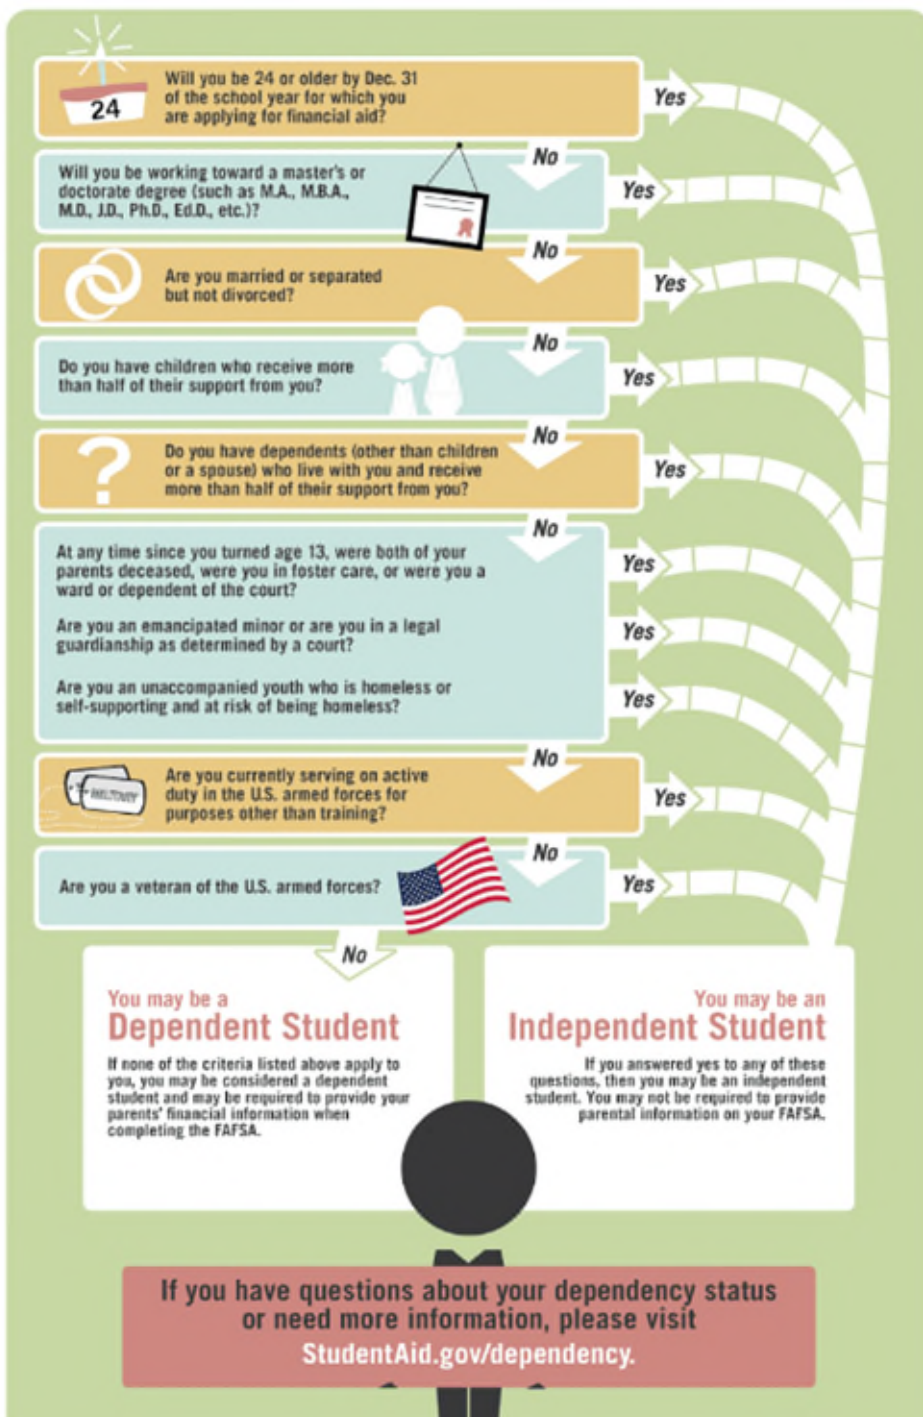 24
Will you be 24 or older by Dec. 31
of the school year for which you
are applying for financial aid?
Yes
No
Will you be working toward a master's or
doctorate degree (such as M.A., M.B.A.,
M.D., J.D., Ph.D., Ed.D., etc.)?
Yes
No
Are you married or separated
but not divorced?
Yes
No
Do you have children who receive more
than half of their support from you?
Yes
No
?
Do you have dependents (other than children
or a spouse) who live with you and receive
more than half of their support from you?
Yes
No
At any time since you turned age 13, were both of your
parents deceased, were you in foster care, or were you a
ward or dependent of the court?
Yes
Are you an emancipated minor or are you in a legal
guardianship as determined by a court?
Yes
Are you an unaccompanied youth who is homeless or
self-supporting and at risk of being homeless?
Yes
No
Are you currently serving on active
duty in the U.S. armed forces for
purposes other than training?
Yes
No
Are you a veteran of the U.S. armed forces?
Yes
No
You may be a
Dependent Student
If none of the criteria listed above apply to
you, you may be considered a dependent
student and may be required to provide your
parents' financial information when
completing the FAFSA.
You may be an
Independent Student
If you answered yes to any of these
questions, then you may be an independent
student. You may not be required to provide
parental information on your FAFSA.
If you have questions about your dependency status
or need more information, please visit
StudentAid.gov/dependency.